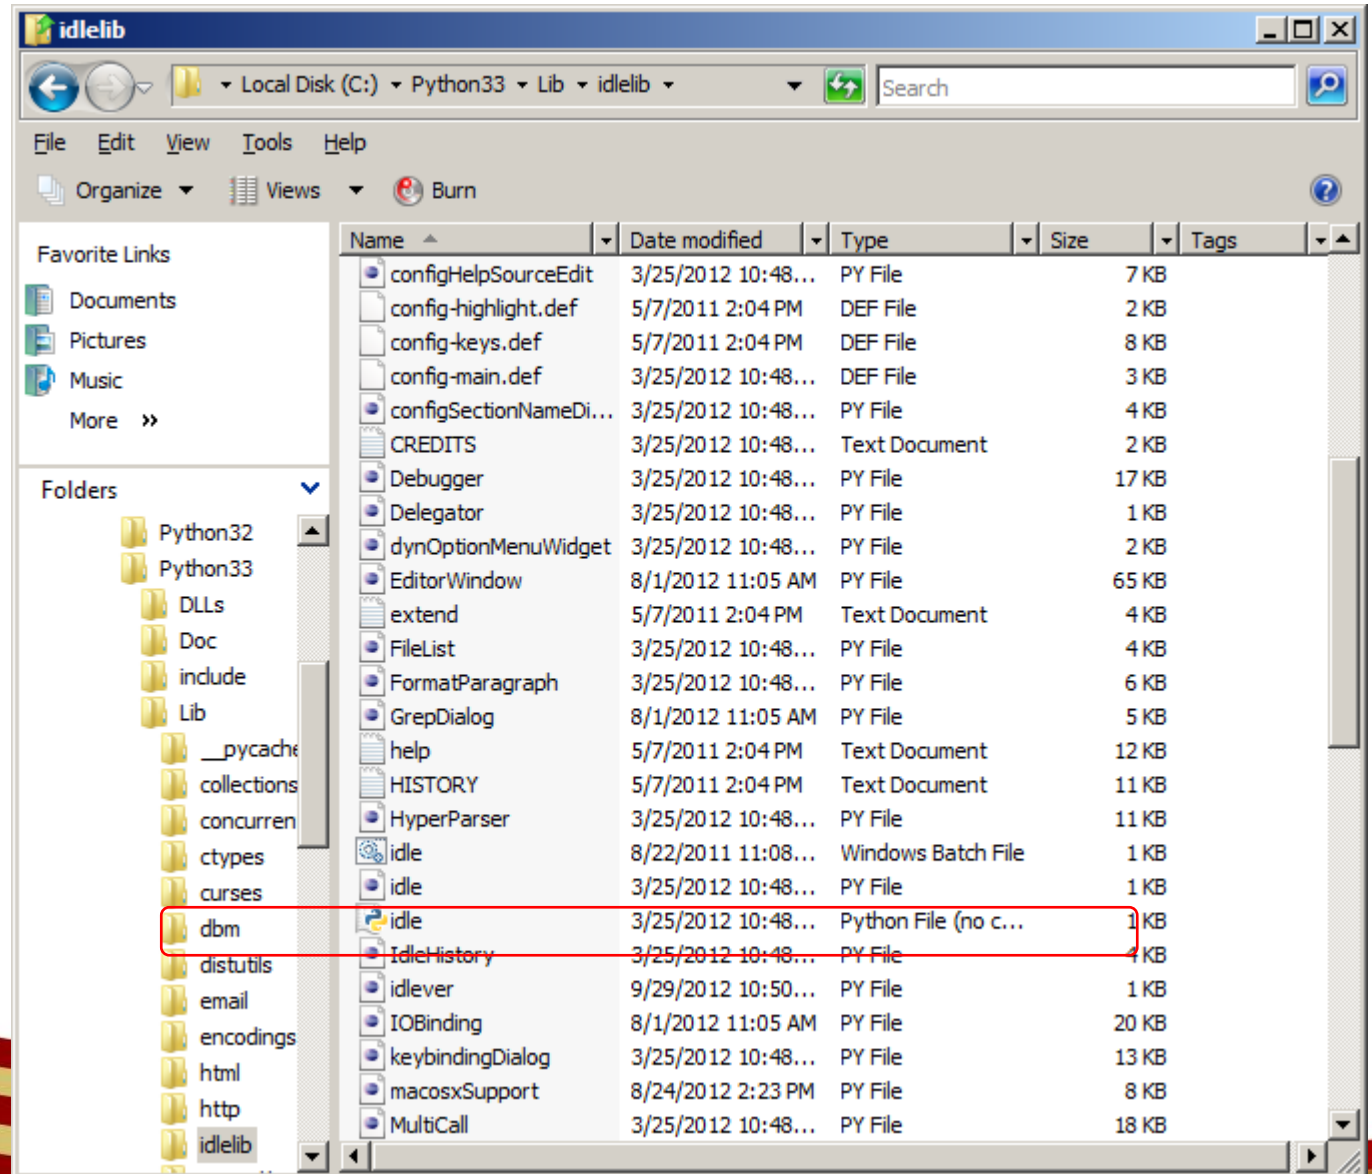 idlelib
Local Disk (C:) Python33 Lib idlelib
Search
File Edit View Tools Help
Organize Views Burn
Favorite Links
Documents
Pictures
Music
More »
Folders
Python32
Python33
DLLs
Doc
include
Lib
__pycache
collections
concurren
ctypes
curses
dbm
distutils
email
encodings
html
http
idlelib
Name Date modified Type Size Tags
configHelpSourceEdit 3/25/2012 10:48... PY File 7 KB
config-highlight.def 5/7/2011 2:04 PM DEF File 2 KB
config-keys.def 5/7/2011 2:04 PM DEF File 8 KB
config-main.def 3/25/2012 10:48... DEF File 3 KB
configSectionNameDi... 3/25/2012 10:48... PY File 4 KB
CREDITS 3/25/2012 10:48... Text Document 2 KB
Debugger 3/25/2012 10:48... PY File 17 KB
Delegator 3/25/2012 10:48... PY File 1 KB
dynOptionMenuWidget 3/25/2012 10:48... PY File 2 KB
EditorWindow 8/1/2012 11:05 AM PY File 65 KB
extend 5/7/2011 2:04 PM Text Document 4 KB
FileList 3/25/2012 10:48... PY File 4 KB
FormatParagraph 3/25/2012 10:48... PY File 6 KB
GrepDialog 8/1/2012 11:05 AM PY File 5 KB
help 5/7/2011 2:04 PM Text Document 12 KB
HISTORY 5/7/2011 2:04 PM Text Document 11 KB
HyperParser 3/25/2012 10:48... PY File 11 KB
idle 8/22/2011 11:08... Windows Batch File 1 KB
idle 3/25/2012 10:48... PY File 1 KB
idle 3/25/2012 10:48... Python File (no c... 1 KB
IdleHistory 3/25/2012 10:48... PY File 4 KB
idlever 9/29/2012 10:50... PY File 1 KB
IOBinding 8/1/2012 11:05 AM PY File 20 KB
keybindingDialog 3/25/2012 10:48... PY File 13 KB
macosxSupport 8/24/2012 2:23 PM PY File 8 KB
MultiCall 3/25/2012 10:48... PY File 18 KB